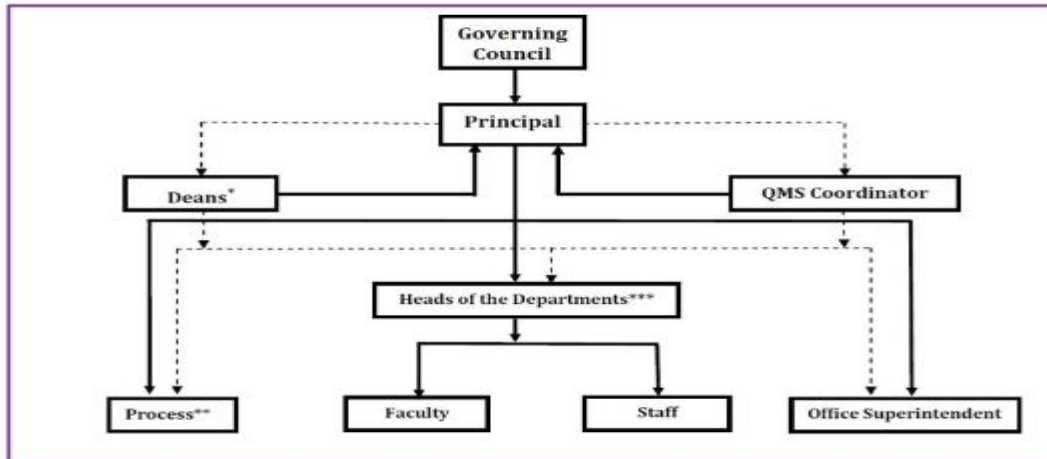 Governing
Council
Principal
Deans*
QMS Coordinator
Heads of the Departments***
Process**
Faculty
Staff
Office Superintendent